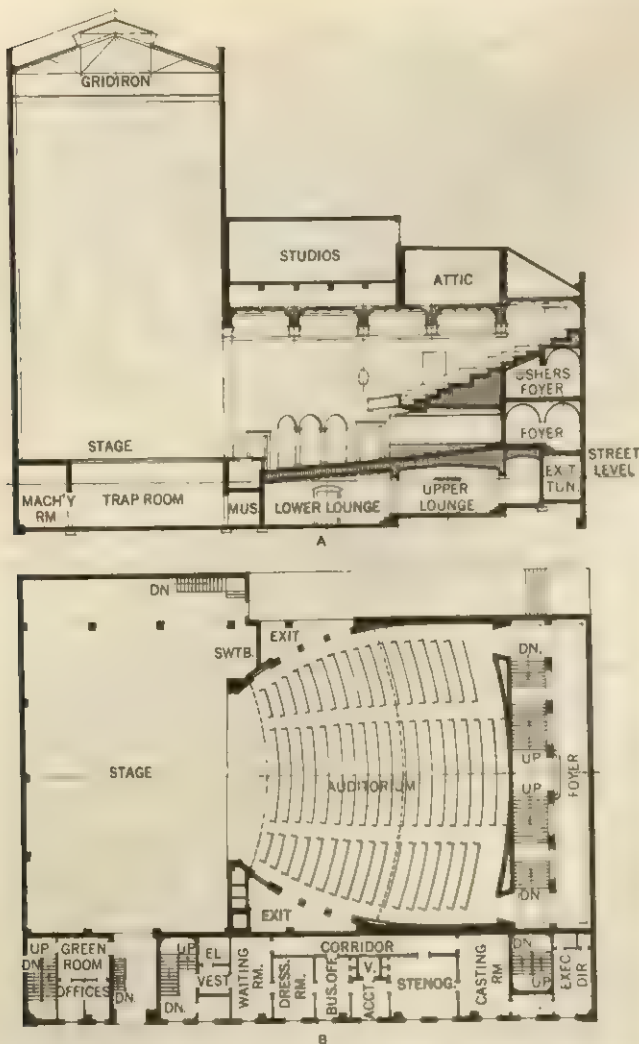 GRIDIRON
STUDIOS
ATTIC
USHERS
FOYER
FOYER
STAGE
STREET
LEVEL
EXIT
TUN.
MACH'Y
RM
TRAP ROOM
MUS.
LOWER LOUNGE
UPPER
LOUNGE
A
DN
EXIT
SWTB.
DN.
STAGE
AUDITORIUM
UP
UP
FOYER
DN
EXIT
UP
DN
GREEN
ROOM
OFFICES
DN.
UP
DN.
EL
VEST
WAITING
RM.
CORRIDOR
DRESS.
RM.
BUS. OFF.
V.
ACCT
STENOG.
CASTING
RM
DN
UP
EXEC
DIR
B